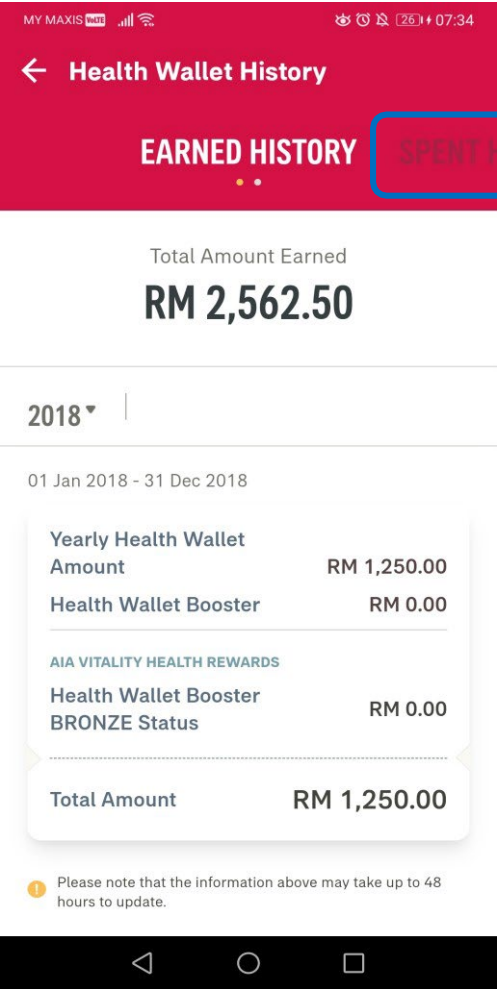 MY MAXIS VoLTE 26 07:34
Health Wallet History
EARNED HISTORY SPENT H
Total Amount Earned
RM 2,562.50
2018
01 Jan 2018 - 31 Dec 2018
Yearly Health Wallet
Amount RM 1,250.00
Health Wallet Booster RM 0.00
AIA VITALITY HEALTH REWARDS
Health Wallet Booster
BRONZE Status RM 0.00
Total Amount RM 1,250.00
Please note that the information above may take up to 48
hours to update.